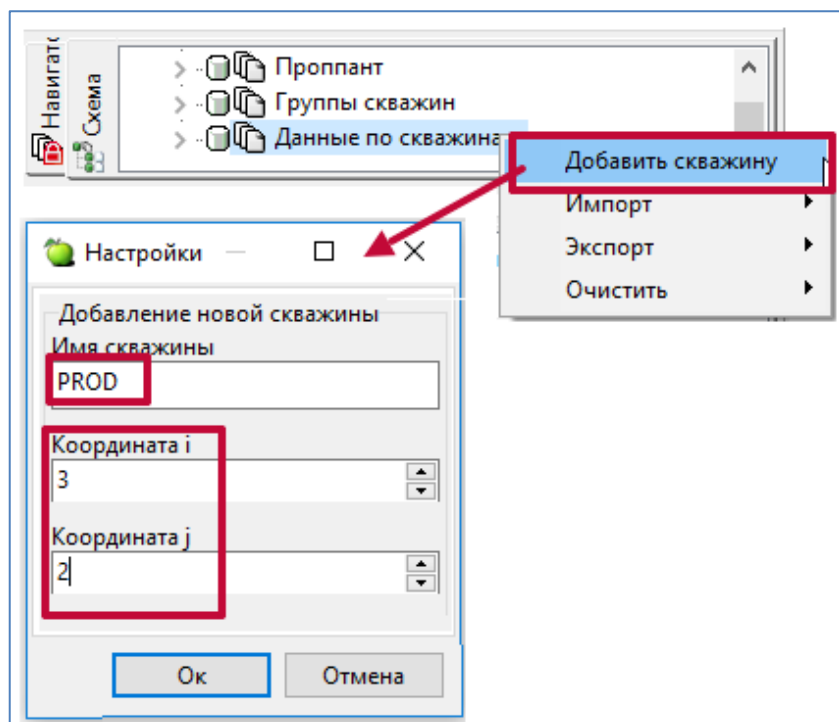 Навигато
Схема
Проппант
Группы скважин
Данные по скважина
Добавить скважину
Импорт
Экспорт
Очистить
Настройки
Добавление новой скважины
Имя скважины
PROD
Координата i
3
Координата j
2
Ок
Отмена